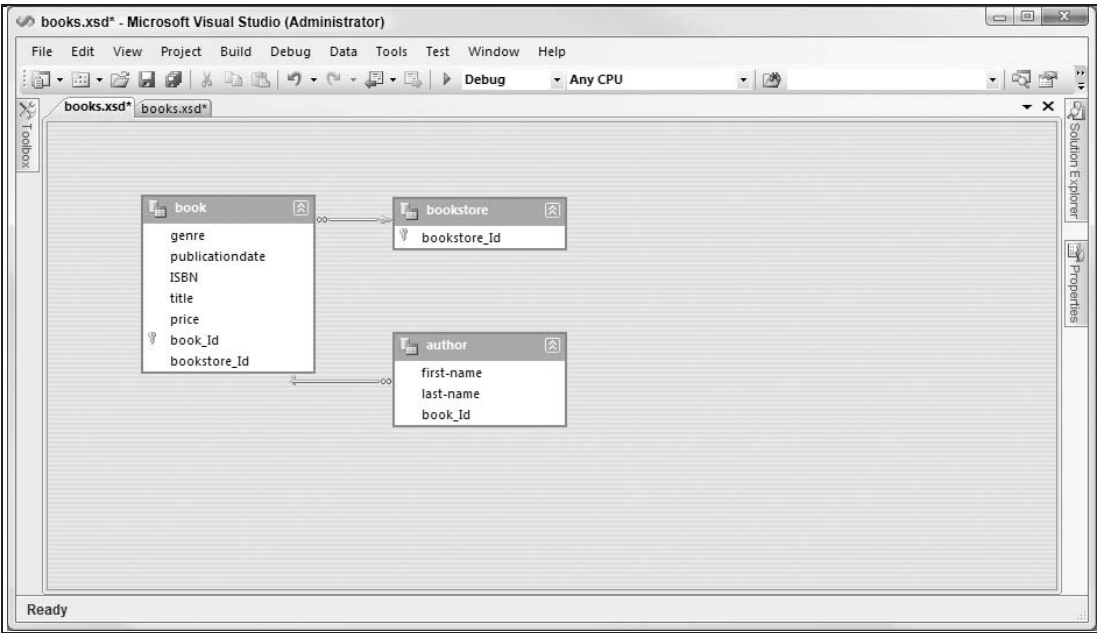 books.xsd* - Microsoft Visual Studio (Administrator)
File Edit View Project Build Debug Data Tools Test Window Help
Debug Any CPU
Toolbox
books.xsd* books.xsd*
Solution Explorer
Properties
book
genre
publicationdate
ISBN
title
price
book_Id
bookstore_Id
bookstore
bookstore_Id
author
first-name
last-name
book_Id
Ready